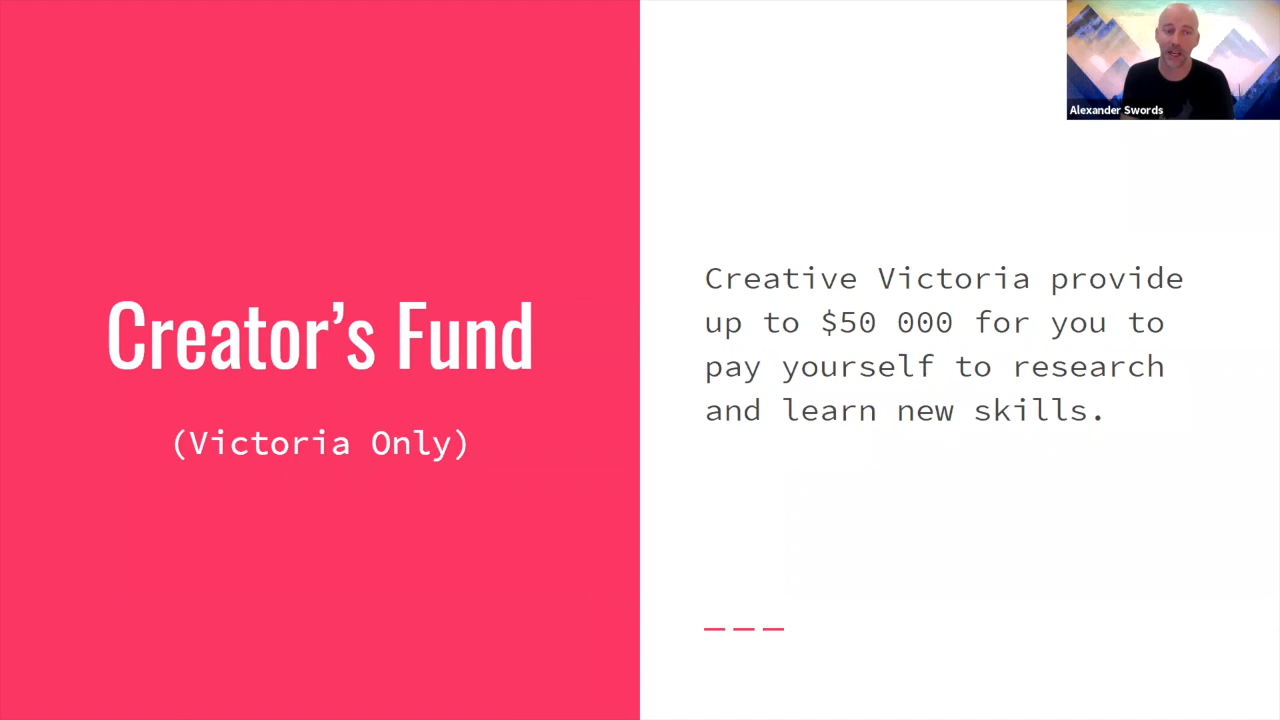 Creator’s Fund
(Victoria Only)
Creative Victoria provide
up to $50 000 for you to
pay yourself to research
and learn new skills.
Alexander Swords